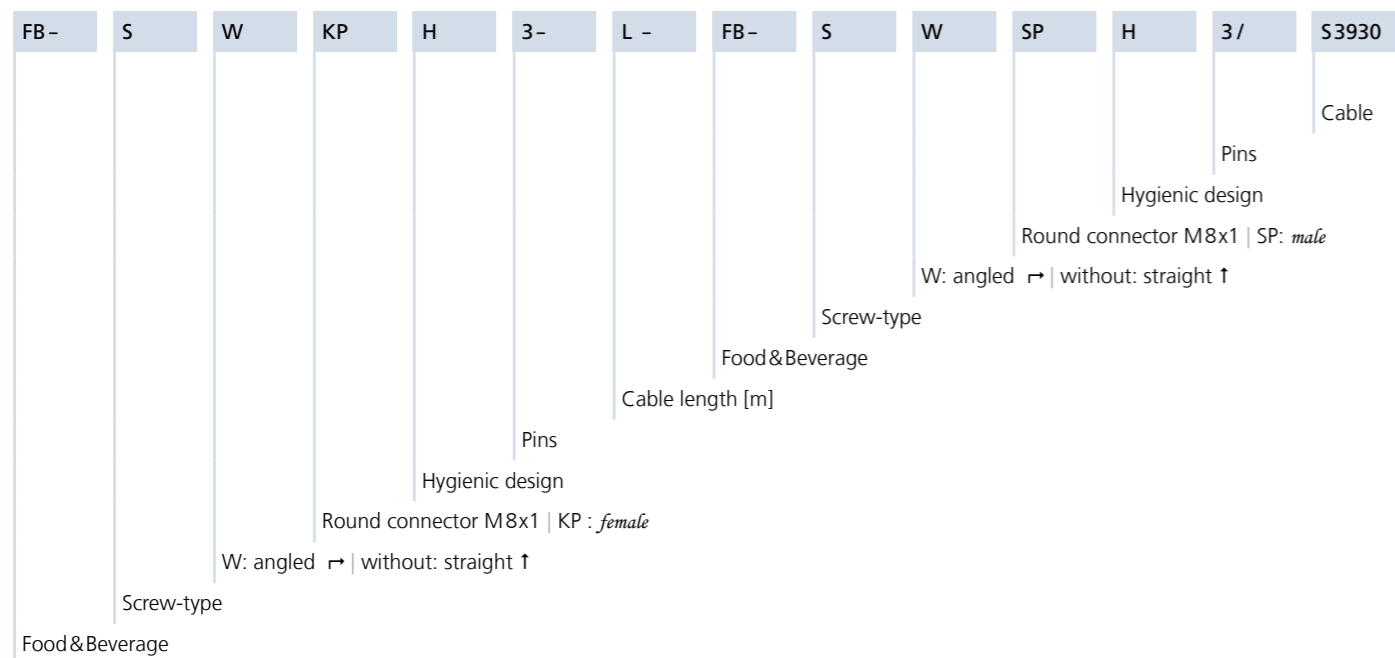 FB– S W KP H 3– L – FB– S W SP H 3/ S3930
Cable
Pins
Hygienic design
Round connector M8x1 | SP: male
W: angled ↱ | without: straight ↑
Screw-type
Food&Beverage
Cable length [m]
Pins
Hygienic design
Round connector M8x1 | KP : female
W: angled ↱ | without: straight ↑
Screw-type
Food&Beverage